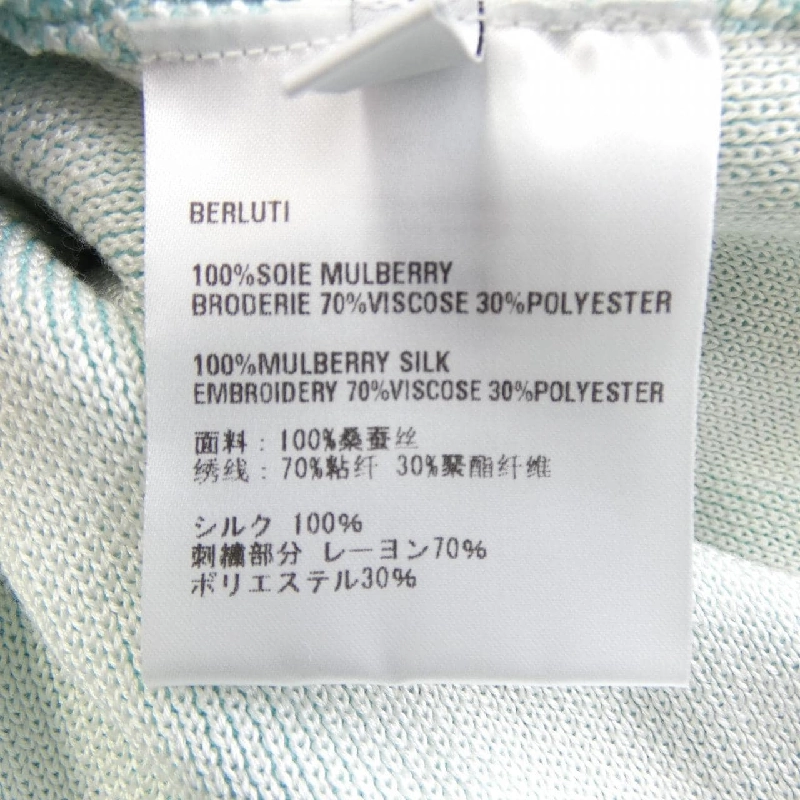 BERLUTI
100%SOIE MULBERRY
BRODERIE 70%VISCOSE 30%POLYESTER
100%MULBERRY SILK
EMBROIDERY 70%VISCOSE 30%POLYESTER
面料：100%桑蚕丝
绣线：70%粘纤 30%聚酯纤维
シルク 100%
刺繍部分 レーヨン70%
ポリエステル30%